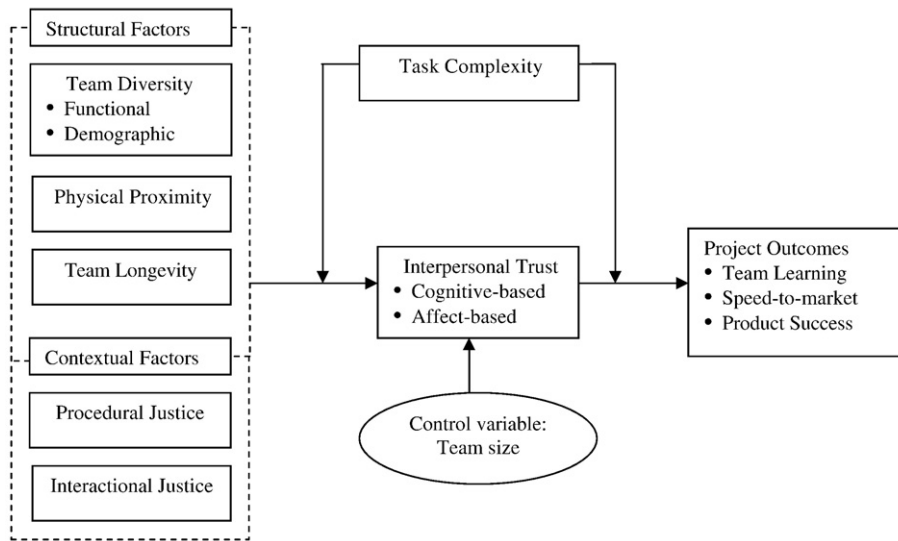 Structural Factors
Team Diversity
• Functional
• Demographic
Physical Proximity
Team Longevity
Contextual Factors
Procedural Justice
Interactional Justice
Task Complexity
Interpersonal Trust
• Cognitive-based
• Affect-based
Control variable:
Team size
Project Outcomes
• Team Learning
• Speed-to-market
• Product Success